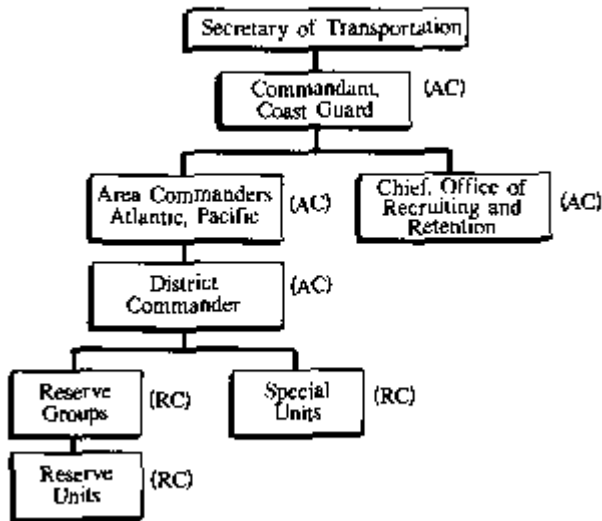 Secretary of Transportation
Commandant,
Coast Guard
(AC)
Area Commanders
Atlantic, Pacific
(AC)
Chief, Office of
Recruiting and
Retention
(AC)
District
Commander
(AC)
Reserve
Groups
(RC)
Special
Units
(RC)
Reserve
Units
(RC)